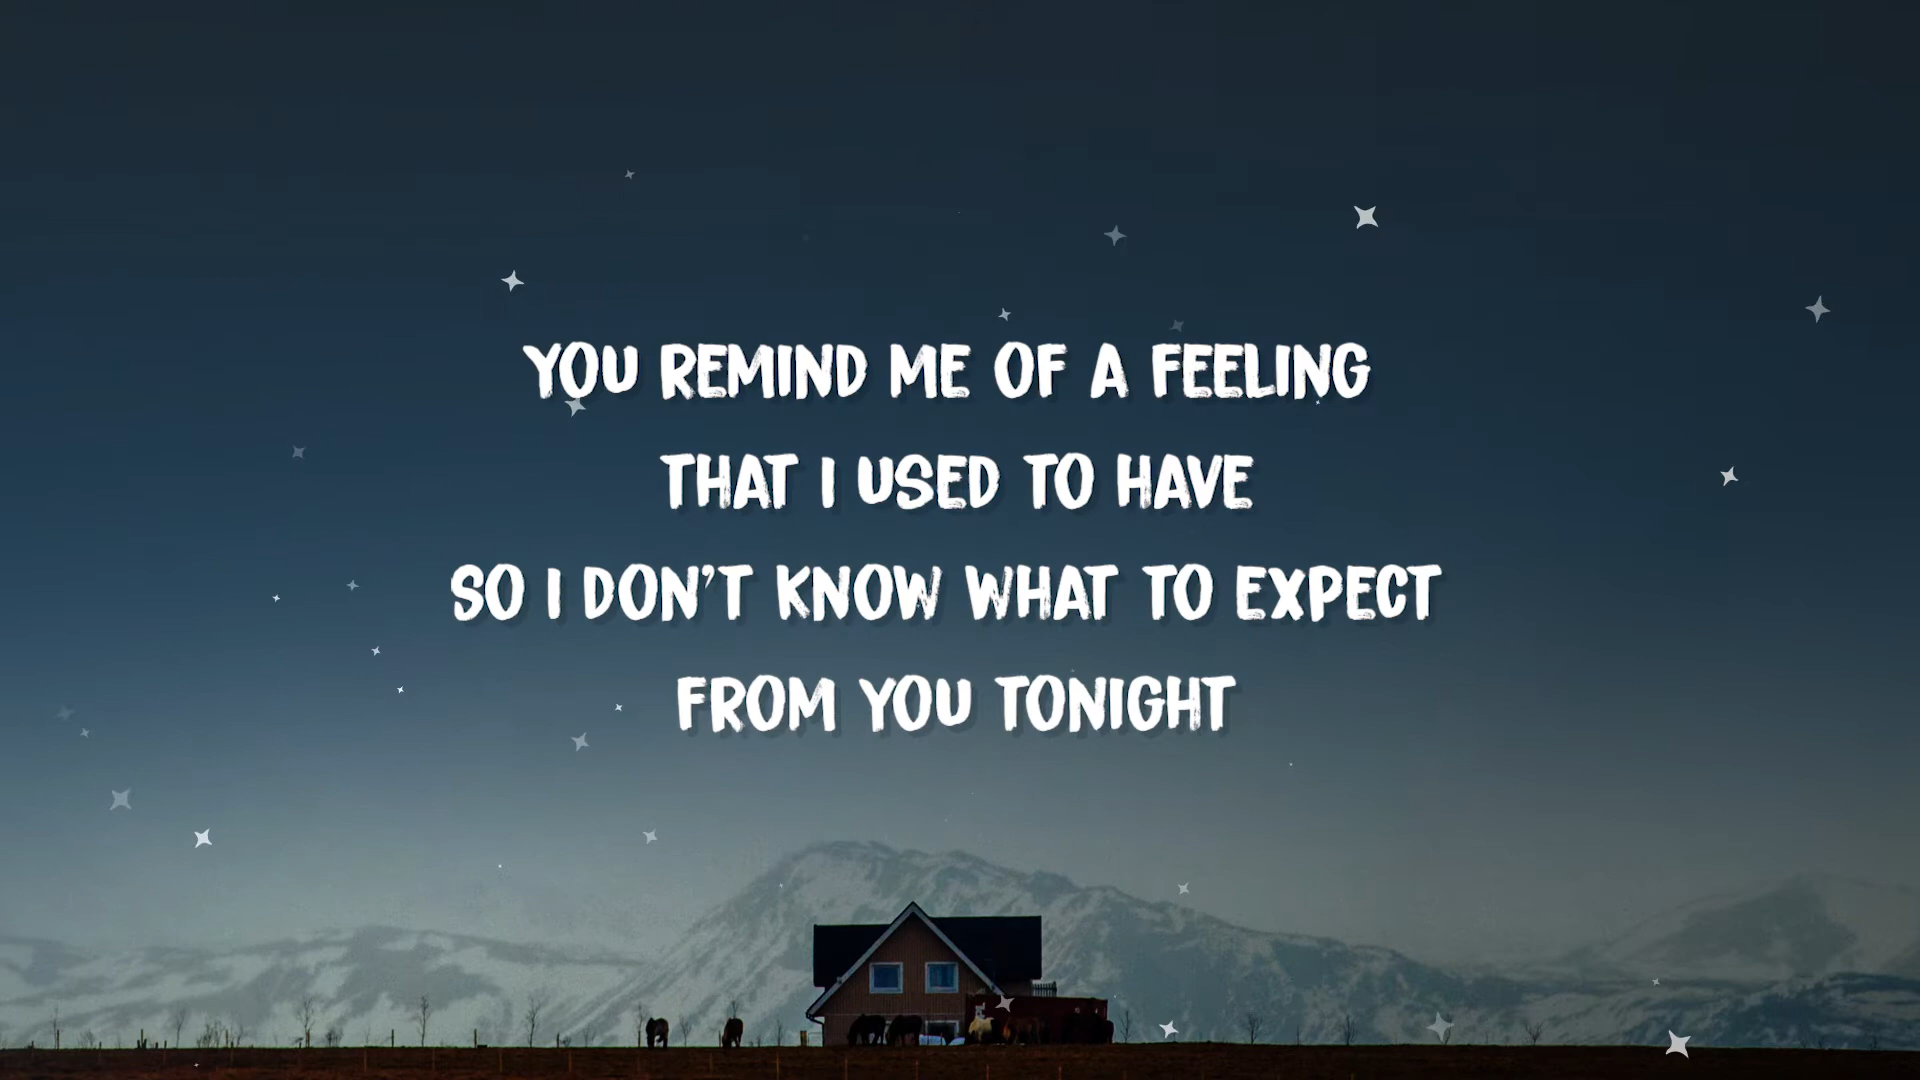 YOU REMIND ME OF A FEELING
THAT I USED TO HAVE
SO I DON'T KNOW WHAT TO EXPECT
FROM YOU TONIGHT